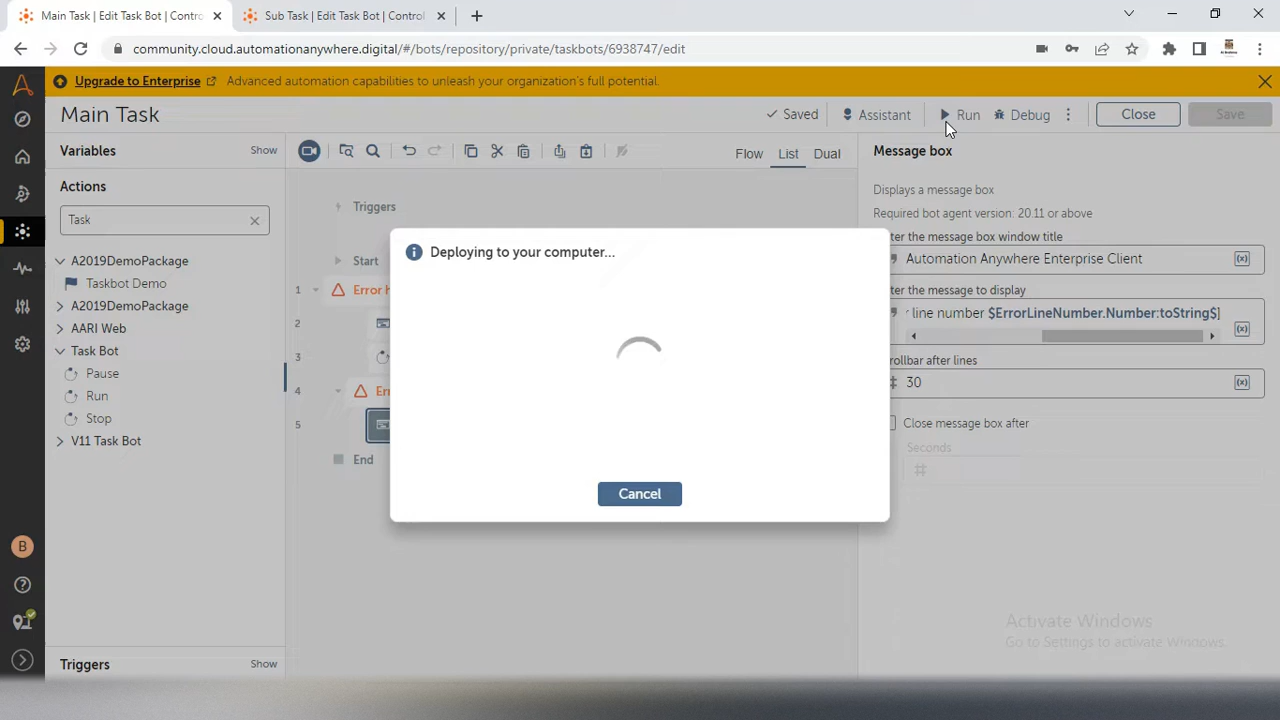 Main Task | Edit Task Bot | Contro
Sub Task | Edit Task Bot | Control
community.cloud.automationanywhere.digital/#/bots/repository/private/taskbots/6938747/edit
Upgrade to Enterprise
Advanced automation capabilities to unleash your organization's full potential.
Main Task
Saved
Assistant
Run
Debug
Close
Save
Variables
Show
Flow
List
Dual
Message box
Actions
Displays a message box
Required bot agent version: 20.11 or above
Task
Triggers
ter the message box window title
Automation Anywhere Enterprise Client
(x)
A2019DemoPackage
Taskbot Demo
Start
Deploying to your computer...
1
Error h
ter the message to display
A2019DemoPackage
2
line number $ErrorLineNumber.Number:toString$]
(x)
AARI Web
Task Bot
3
rollbar after lines
Pause
4
Err
30
(x)
Run
Stop
5
Close message box after
V11 Task Bot
Seconds
End
Cancel
B
Activate Windows
Go to Settings to activate Windows.
Triggers
Show